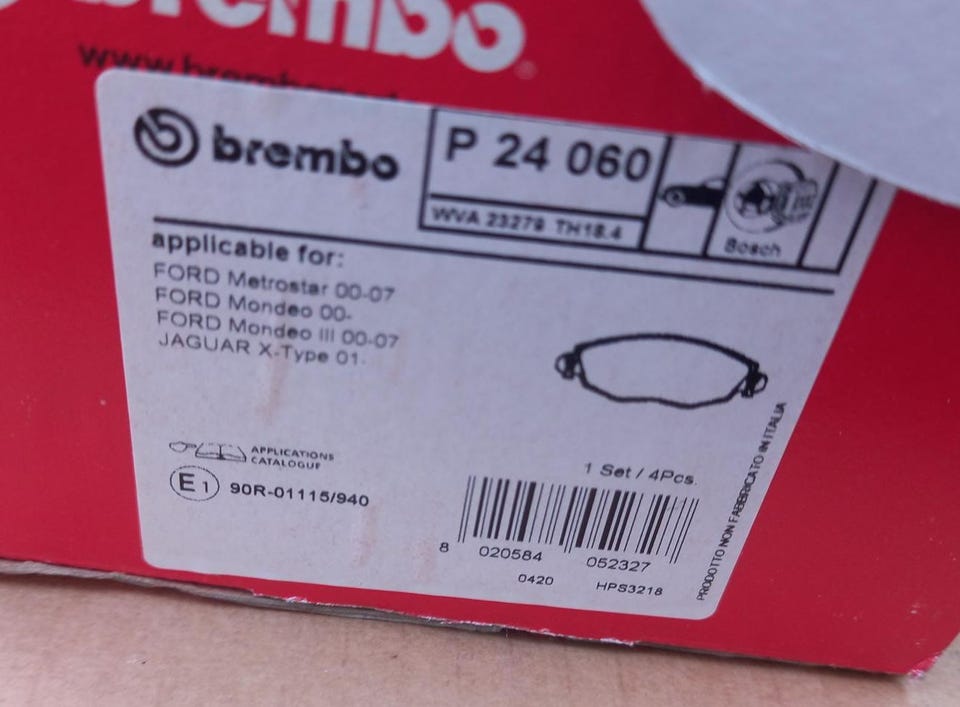 brembo
brembo
P 24 060
WVA 23279 TH18.4
Bosch
applicable for:
FORD Metrostar 00-07
FORD Mondeo 00-
FORD Mondeo III 00-07
JAGUAR X-Type 01-
APPLICATIONS
CATALOGUE
E1 90R-01115/940
1 Set / 4Pcs.
8 020584 052327
0420 HPS3218
PRODOTTO NON FABBRICATO IN ITALIA